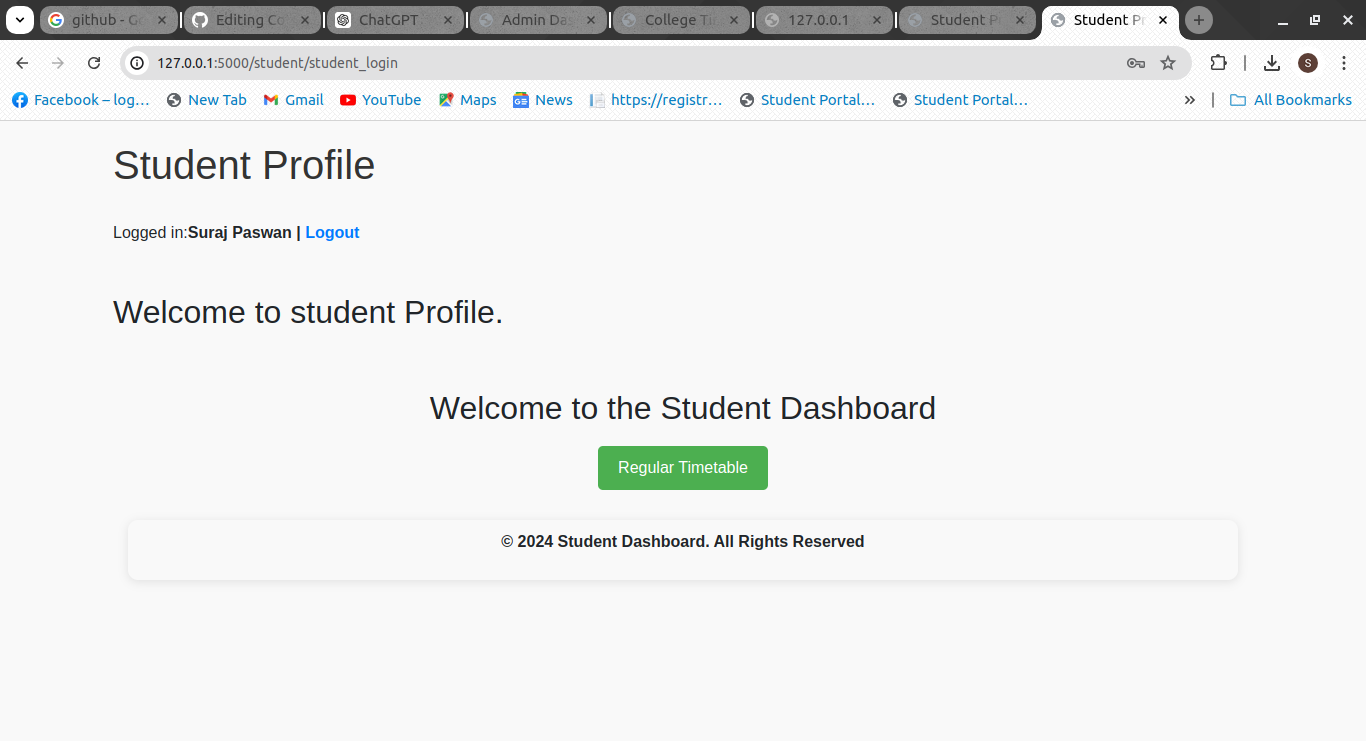 github - G
Editing Co
ChatGPT
Admin Da
College Ti
127.0.0.1
Student P
Student P
127.0.0.1:5000/student/student_login
S
Facebook – log…
New Tab
Gmail
YouTube
Maps
News
https://registr…
Student Portal…
Student Portal…
All Bookmarks
Student Profile
Logged in:Suraj Paswan | Logout
Welcome to student Profile.
Welcome to the Student Dashboard
Regular Timetable
© 2024 Student Dashboard. All Rights Reserved